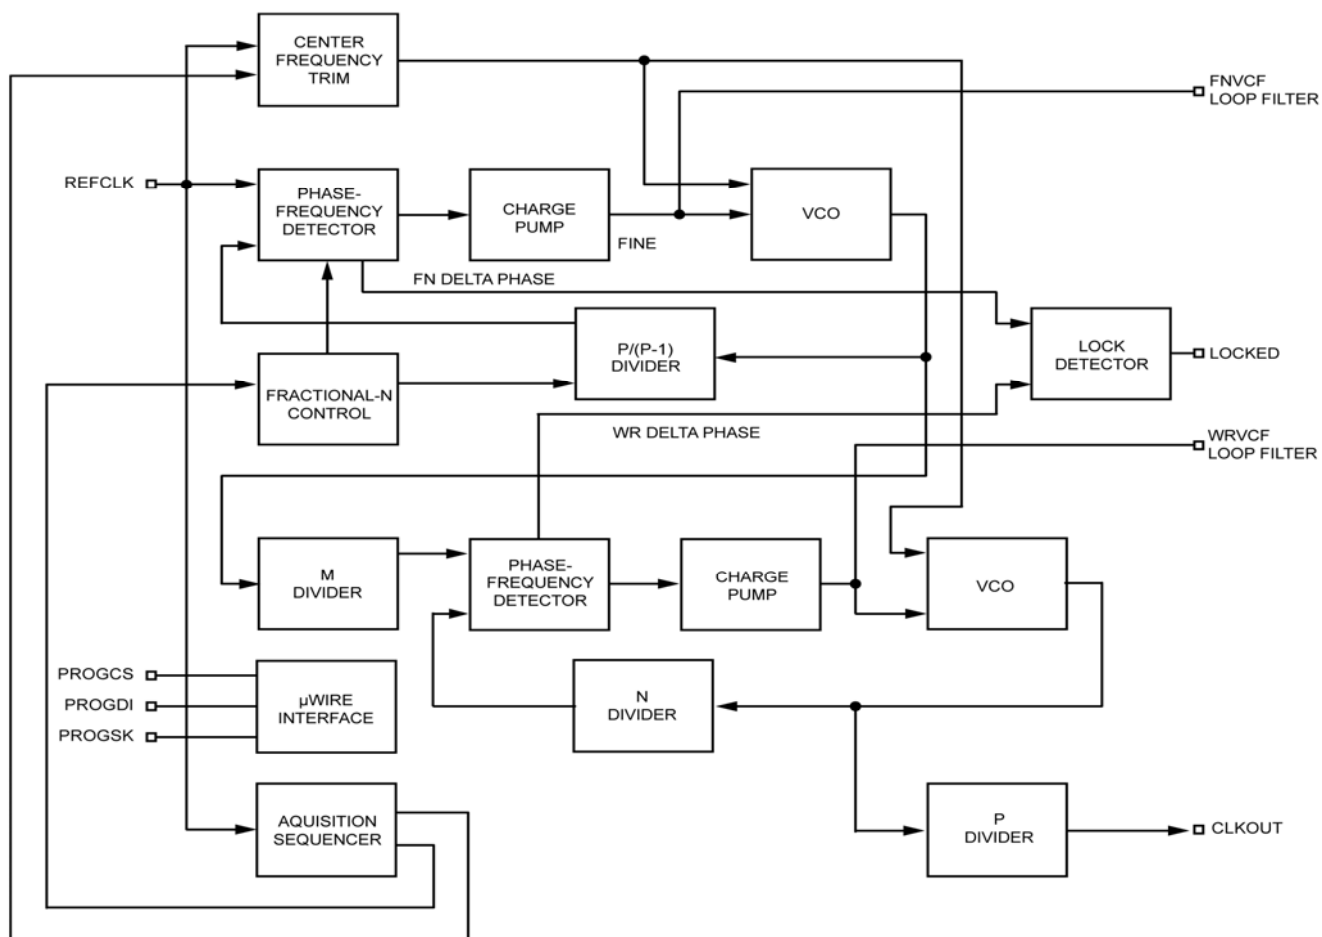 CENTER
FREQUENCY
TRIM
FNVCF
LOOP FILTER
REFCLK
PHASE-
FREQUENCY
DETECTOR
CHARGE
PUMP
FINE
VCO
FN DELTA PHASE
P/(P-1)
DIVIDER
LOCK
DETECTOR
LOCKED
FRACTIONAL-N
CONTROL
WR DELTA PHASE
WRVCF
LOOP FILTER
M
DIVIDER
PHASE-
FREQUENCY
DETECTOR
CHARGE
PUMP
VCO
PROGCS
PROGDI
PROGSK
µWIRE
INTERFACE
N
DIVIDER
AQUISITION
SEQUENCER
P
DIVIDER
CLKOUT